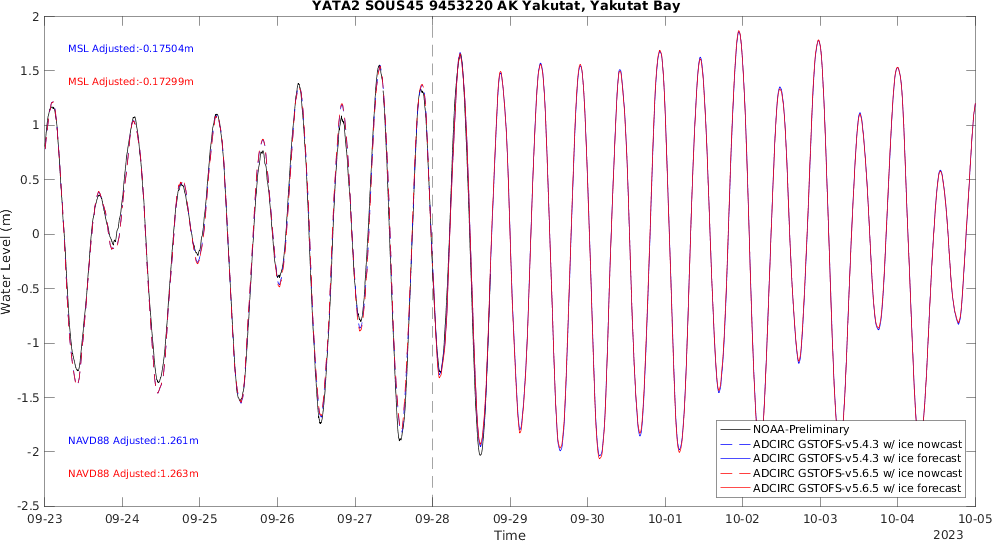 YATA2 SOUS45 9453220 AK Yakutat, Yakutat Bay
MSL Adjusted:-0.17504m
MSL Adjusted:-0.17299m
NAVD88 Adjusted:1.261m
NAVD88 Adjusted:1.263m
Water Level (m)
2
1.5
1
0.5
0
-0.5
-1
-1.5
-2
-2.5
NOAA-Preliminary
ADCIRC GSTOFS-v5.4.3 w/ ice nowcast
ADCIRC GSTOFS-v5.4.3 w/ ice forecast
ADCIRC GSTOFS-v5.6.5 w/ ice nowcast
ADCIRC GSTOFS-v5.6.5 w/ ice forecast
09-23 09-24 09-25 09-26 09-27 09-28 09-29 09-30 10-01 10-02 10-03 10-04 10-05
Time
2023